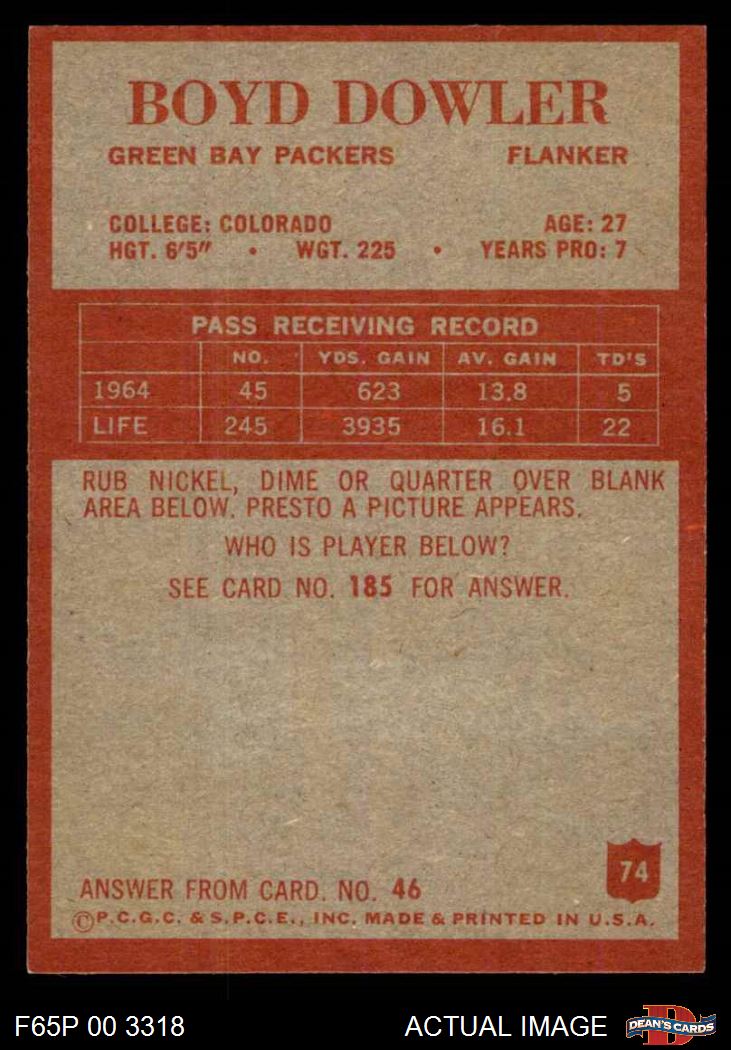 BOYD DOWLER
GREEN BAY PACKERS FLANKER
COLLEGE: COLORADO AGE: 27
HGT. 6'5" • WGT. 225 • YEARS PRO: 7
PASS RECEIVING RECORD
NO. YDS. GAIN AV. GAIN TD'S
1964 45 623 13.8 5
LIFE 245 3935 16.1 22
RUB NICKEL, DIME OR QUARTER OVER BLANK
AREA BELOW. PRESTO A PICTURE APPEARS.
WHO IS PLAYER BELOW?
SEE CARD NO. 185 FOR ANSWER.
74
ANSWER FROM CARD. NO. 46
©P.C.G.C. & S.P.C.E., INC. MADE & PRINTED IN U.S.A.
F65P 00 3318 ACTUAL IMAGE D DEAN'S CARDS